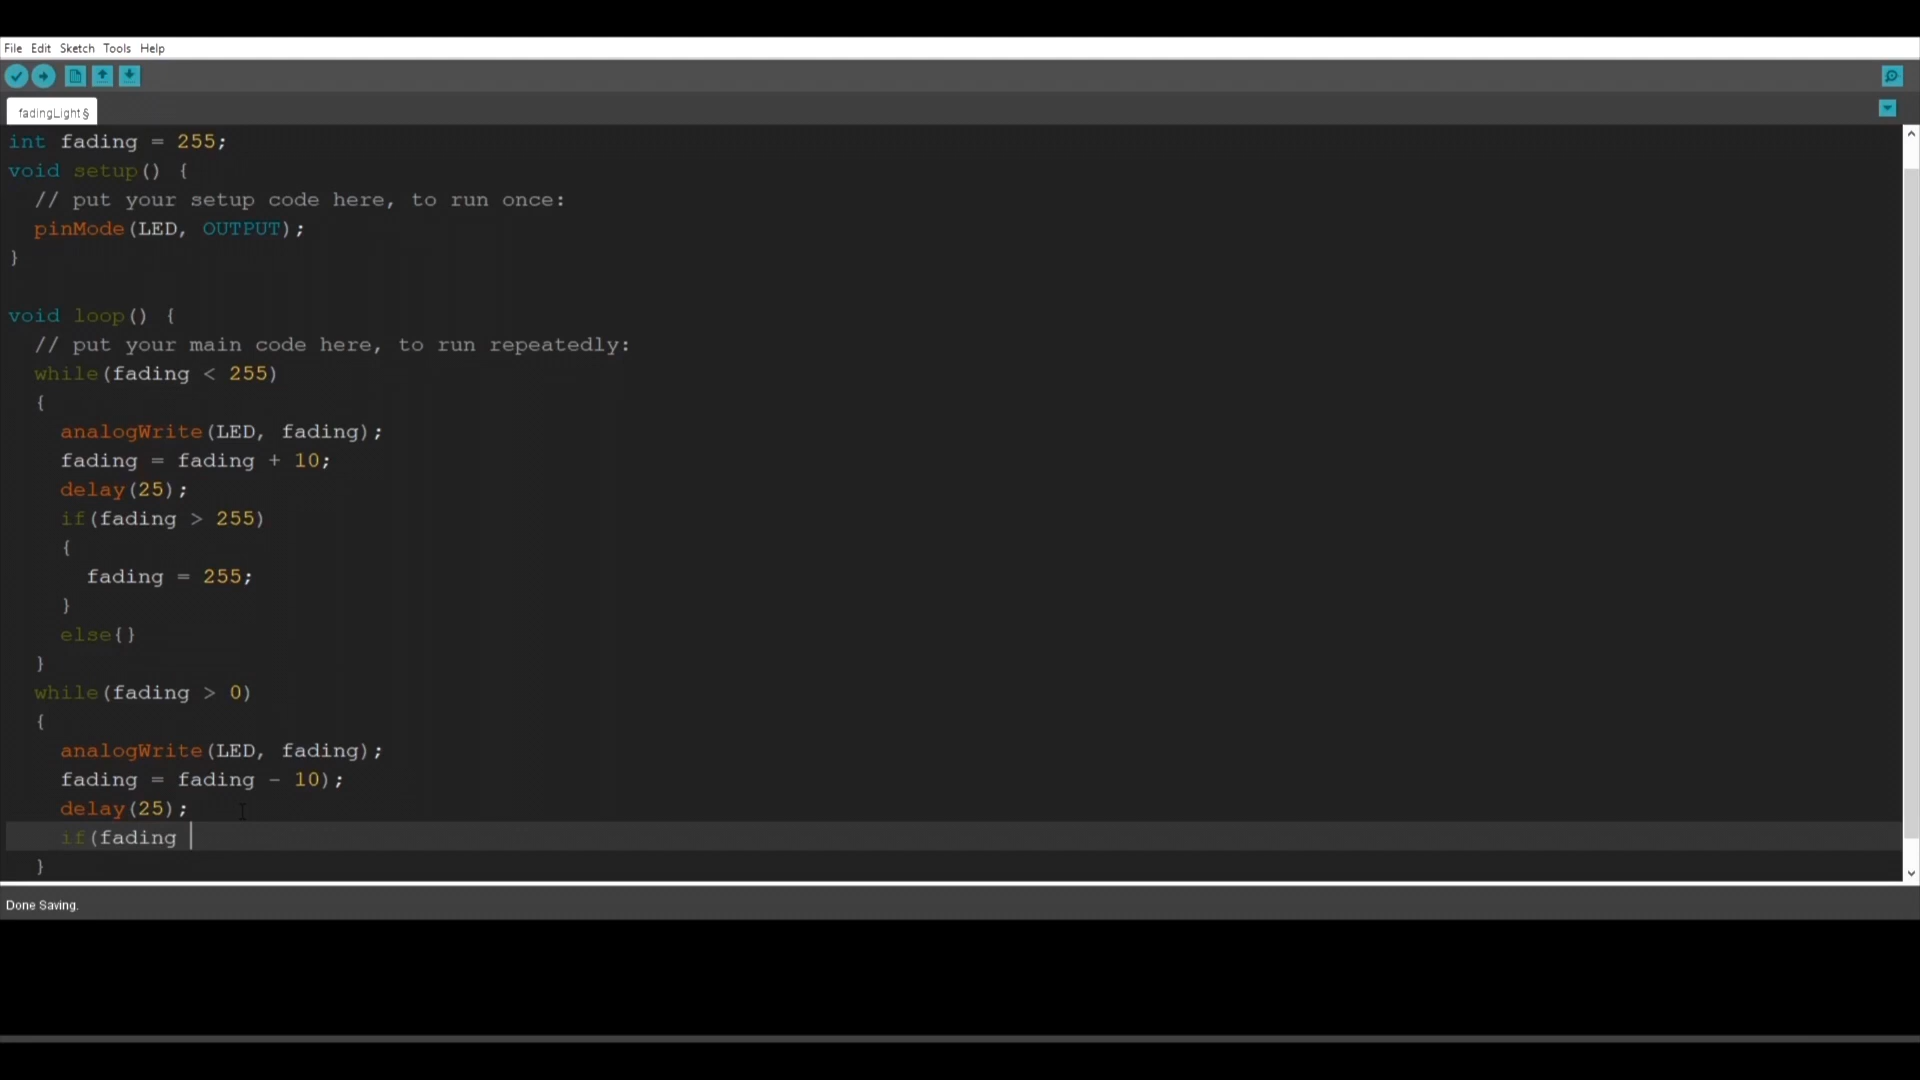 File Edit Sketch Tools Help
fadingLight§
int fading = 255;
void setup() {
  // put your setup code here, to run once:
  pinMode(LED, OUTPUT);
}
void loop() {
  // put your main code here, to run repeatedly:
  while(fading < 255)
  {
    analogWrite(LED, fading);
    fading = fading + 10;
    delay(25);
    if(fading > 255)
    {
      fading = 255;
    }
    else{}
  }
  while(fading > 0)
  {
    analogWrite(LED, fading);
    fading = fading - 10);
    delay(25);
    if(fading
  }
Done Saving.